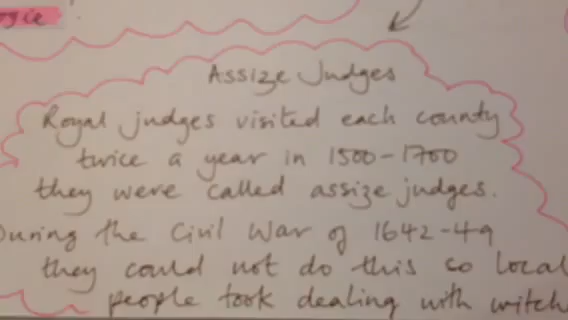 Assize Judges
Royal judges visited each county
twice a year in 1500-1700
they were called assize judges.
During the Civil War of 1642-49
they could not do this so local
people took dealing with witch